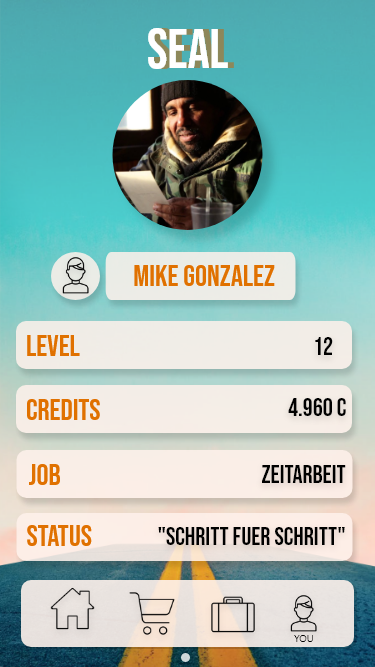 SEAL
MIKE GONZALEZ
LEVEL 12
CREDITS 4.960 C
JOB ZEITARBEIT
STATUS "SCHRITT FUER SCHRITT"
YOU